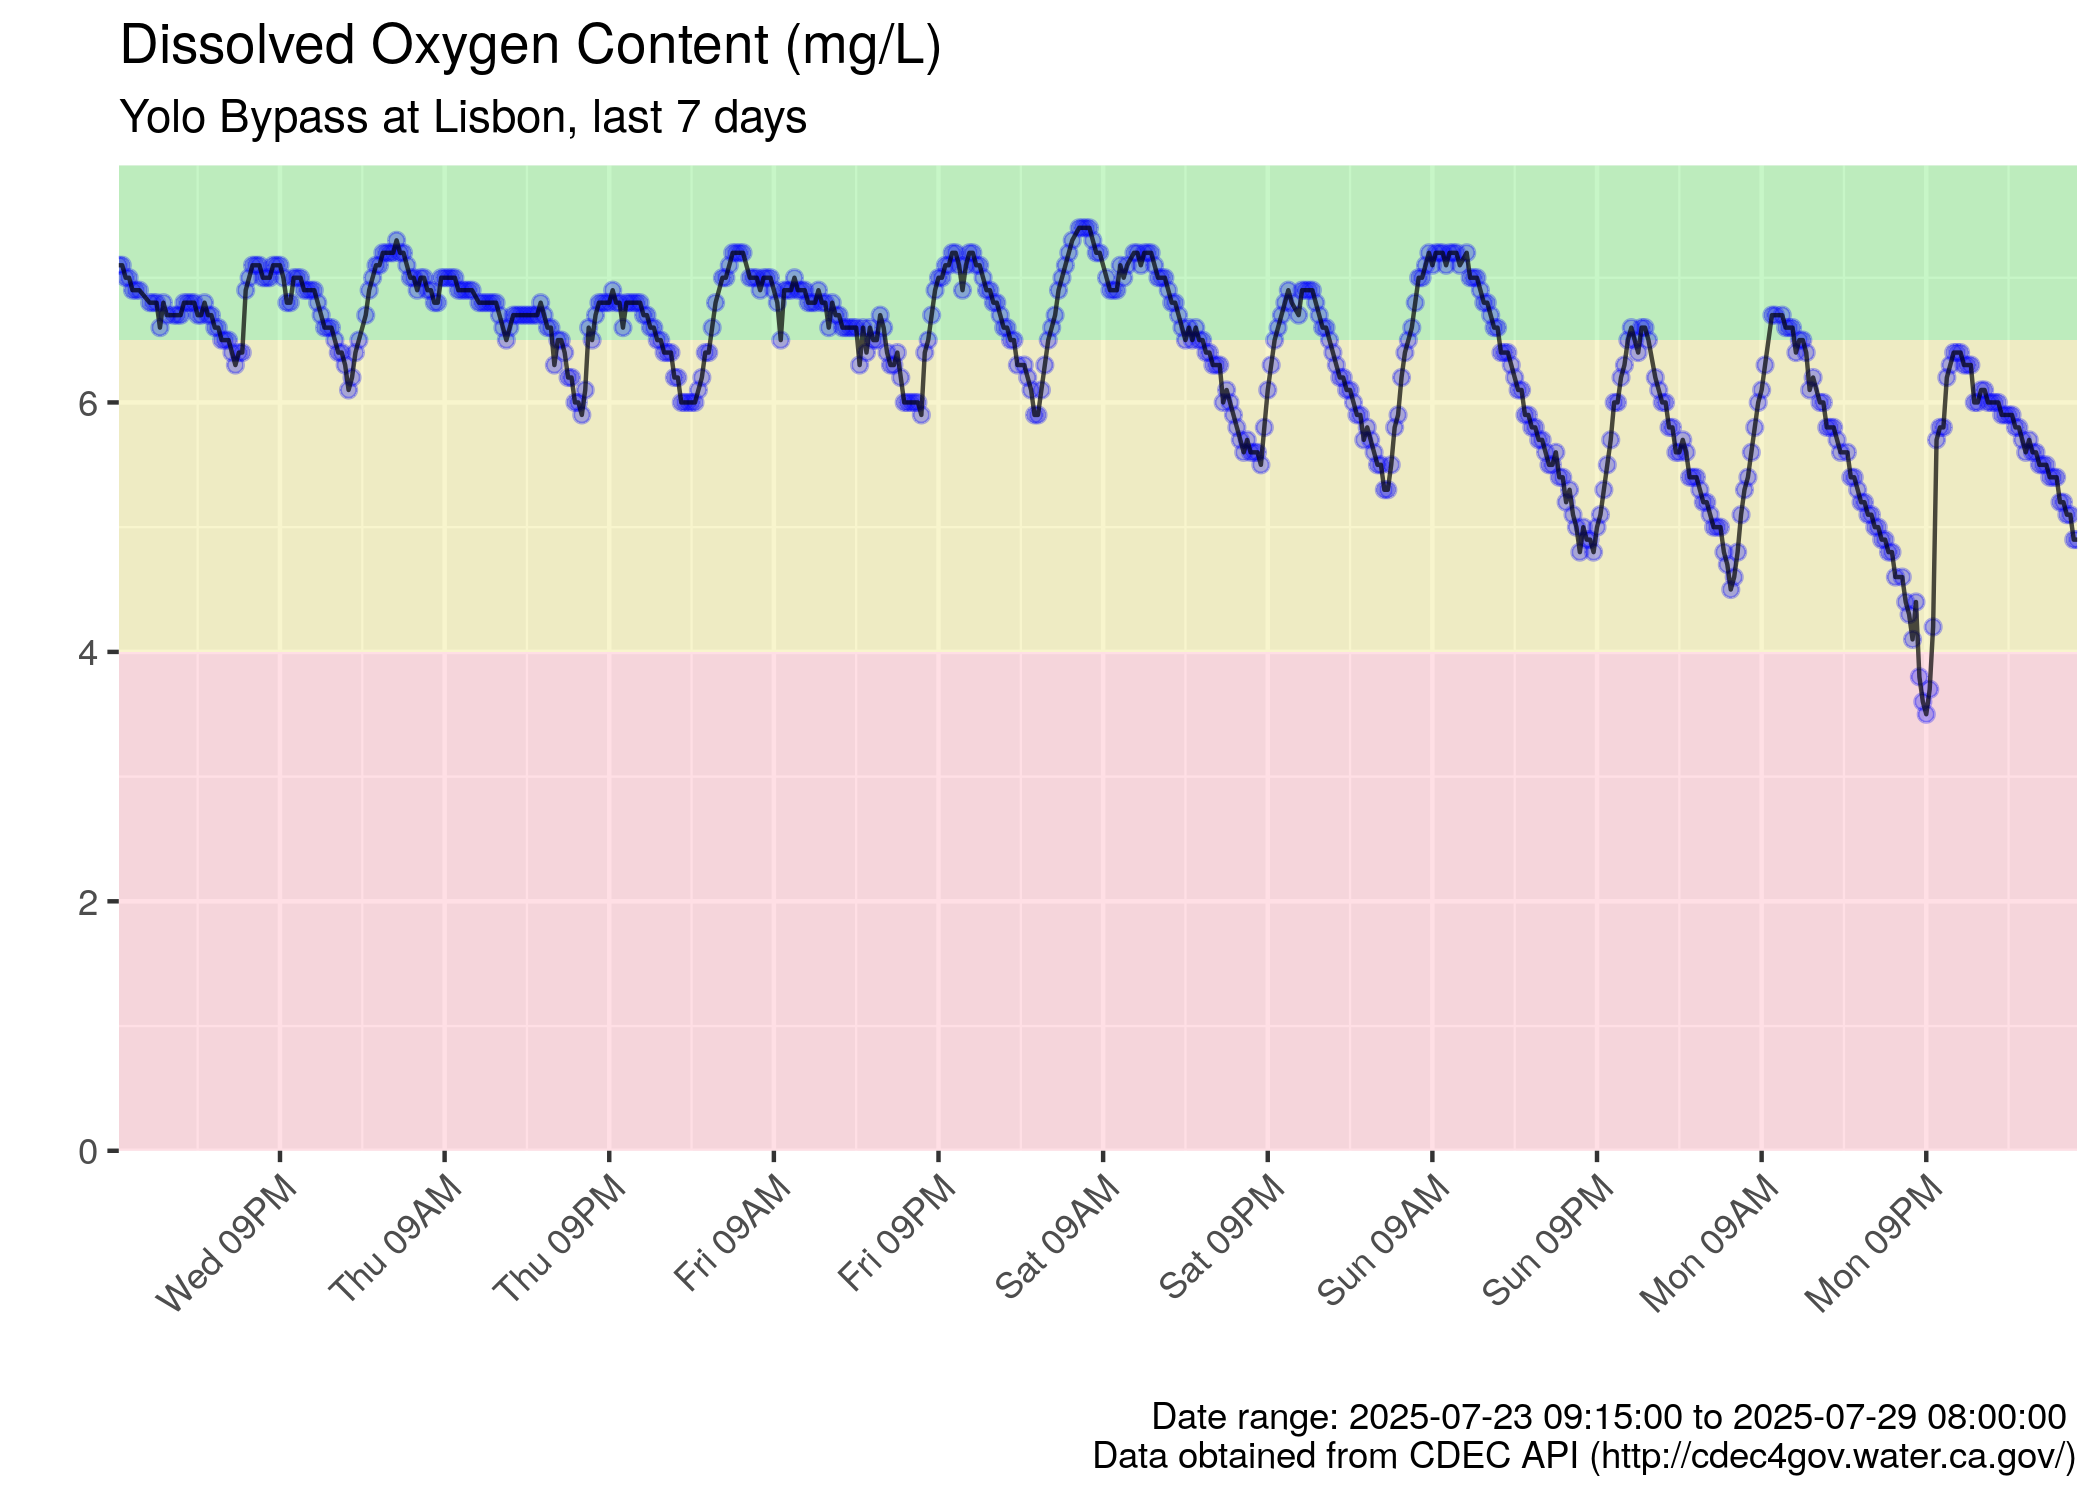 Dissolved Oxygen Content (mg/L)
Yolo Bypass at Lisbon, last 7 days
6
4
2
0
Wed 09PM
Thu 09AM
Thu 09PM
Fri 09AM
Fri 09PM
Sat 09AM
Sat 09PM
Sun 09AM
Sun 09PM
Mon 09AM
Mon 09PM
Date range: 2025-07-23 09:15:00 to 2025-07-29 08:00:00
Data obtained from CDEC API (http://cdec4gov.water.ca.gov/)